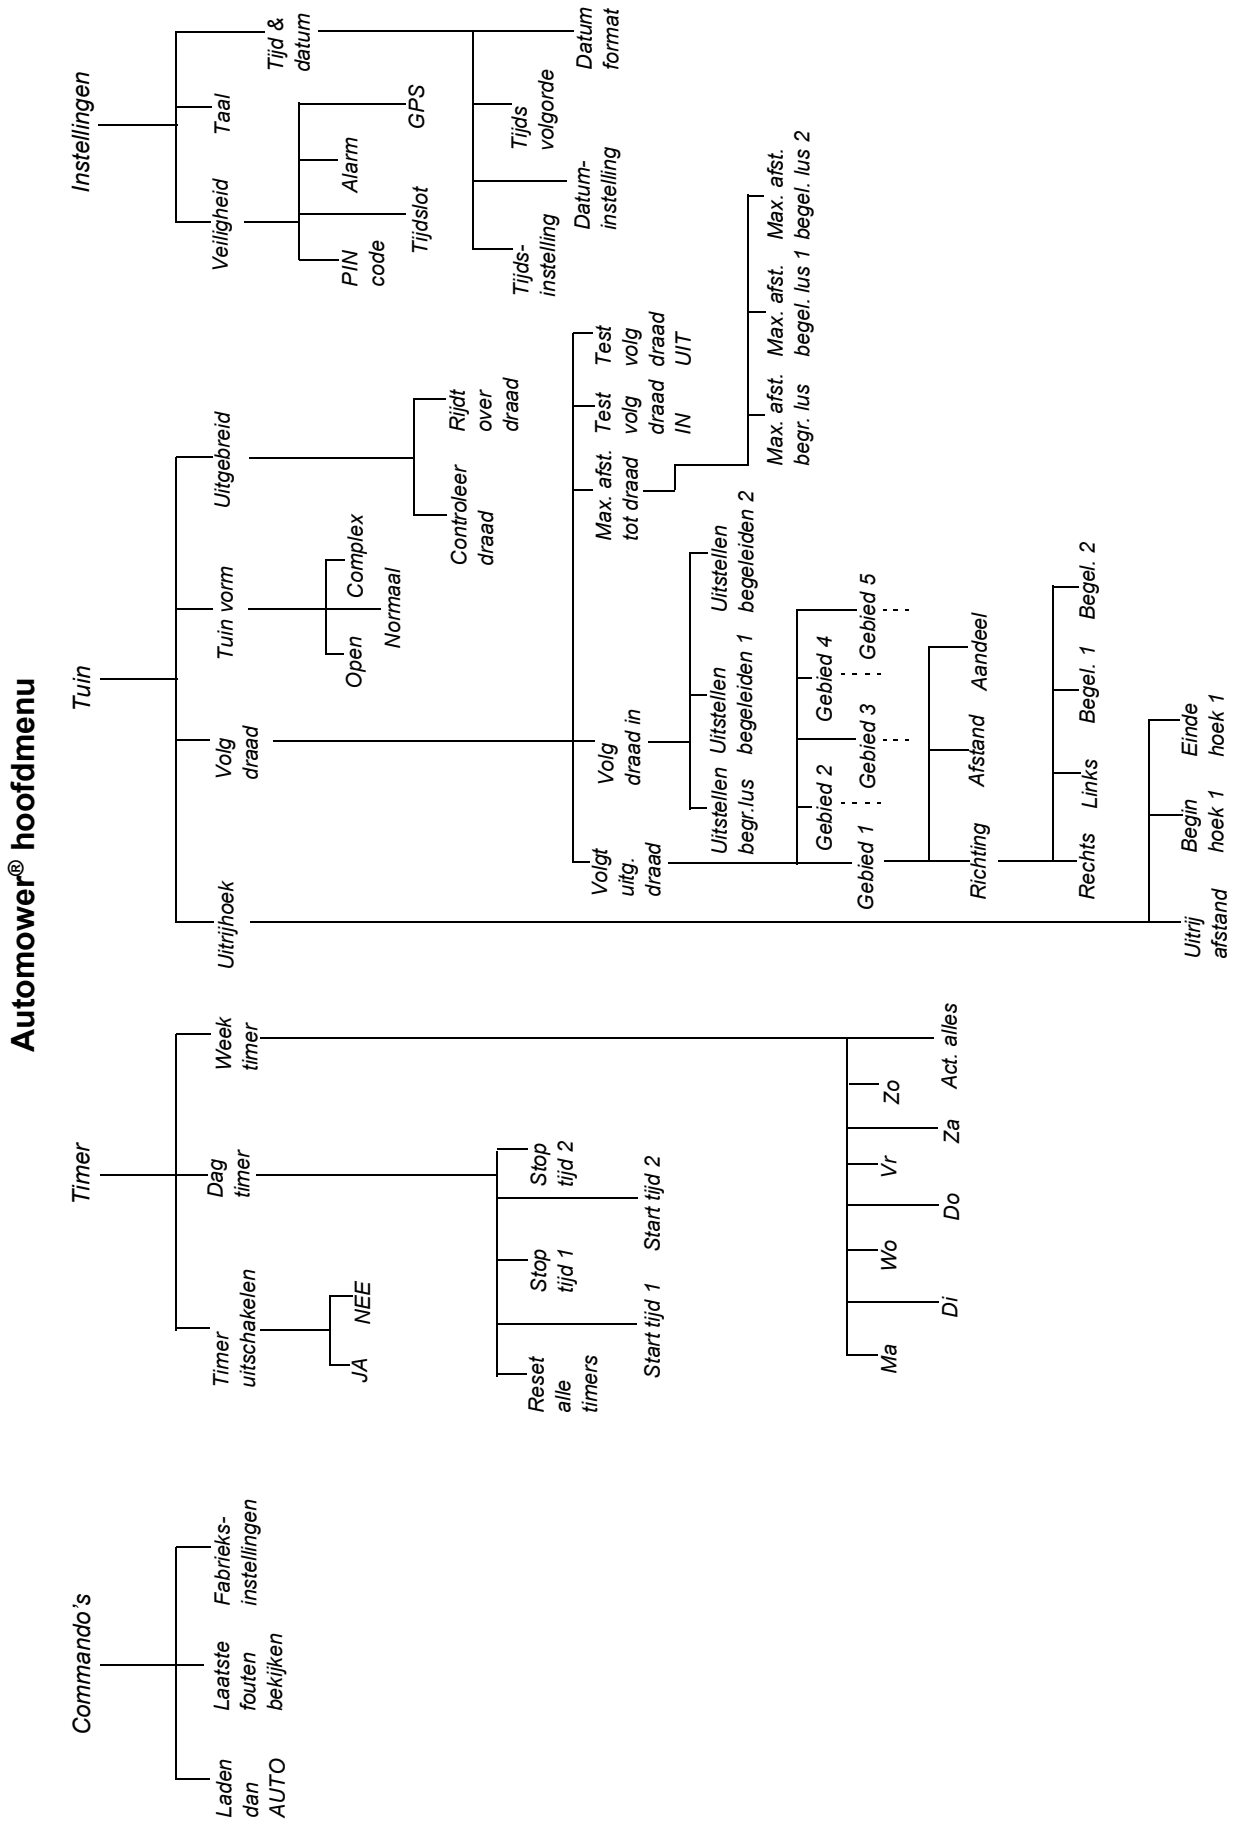 Automower® hoofdmenu
Commando's
Laden
dan
AUTO
Laatste
fouten
bekijken
Fabrieks-
instellingen
Timer
Timer
uitschakelen
JA
NEE
Dag
timer
Reset
alle
timers
Start tijd 1
Stop
tijd 1
Start tijd 2
Stop
tijd 2
Week
timer
Ma
Di
Wo
Do
Vr
Za
Zo
Act. alles
Tuin
Uitrijhoek
Uitrij
afstand
Begin
hoek 1
Einde
hoek 1
Volg
draad
Volgt
uitg.
draad
Gebied 1
Gebied 2
Gebied 3
Gebied 4
Gebied 5
Richting
Afstand
Aandeel
Rechts
Links
Begel. 1
Begel. 2
Volg
draad in
Uitstellen
begr.lus
Uitstellen
begeleiden 1
Uitstellen
begeleiden 2
Max. afst.
tot draad
Max. afst.
begr. lus
Max. afst.
begel. lus 1
Max. afst.
begel. lus 2
Test
volg
draad
IN
Test
volg
draad
UIT
Tuin vorm
Open
Normaal
Complex
Uitgebreid
Controleer
draad
Rijdt
over
draad
Instellingen
Veiligheid
PIN
code
Tijdslot
Alarm
GPS
Taal
Tijd &
datum
Tijds-
instelling
Datum-
instelling
Tijds
volgorde
Datum
format